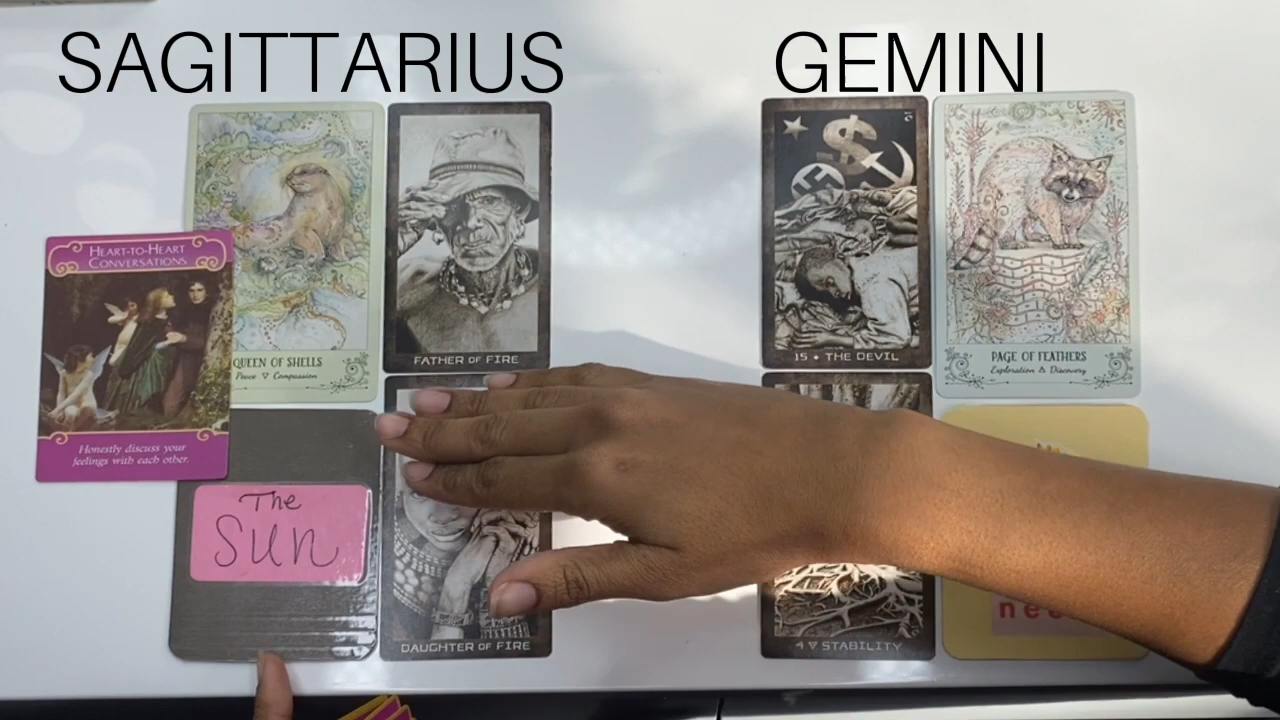 SAGITTARIUS
GEMINI
HEART-TO-HEART
CONVERSATIONS
Honestly discuss your
feelings with each other.
QUEEN OF SHELLS
Peace ▽ Compassion
FATHER OF FIRE
The
Sun
DAUGHTER OF FIRE
15 • THE DEVIL
PAGE OF FEATHERS
Exploration & Discovery
4 ▽ STABILITY